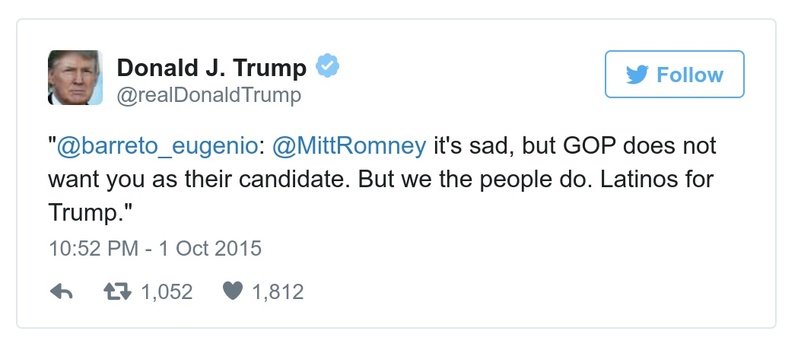 Donald J. Trump
@realDonaldTrump
Follow
"@barreto_eugenio: @MittRomney it's sad, but GOP does not
want you as their candidate. But we the people do. Latinos for
Trump."
10:52 PM - 1 Oct 2015
1,052 1,812